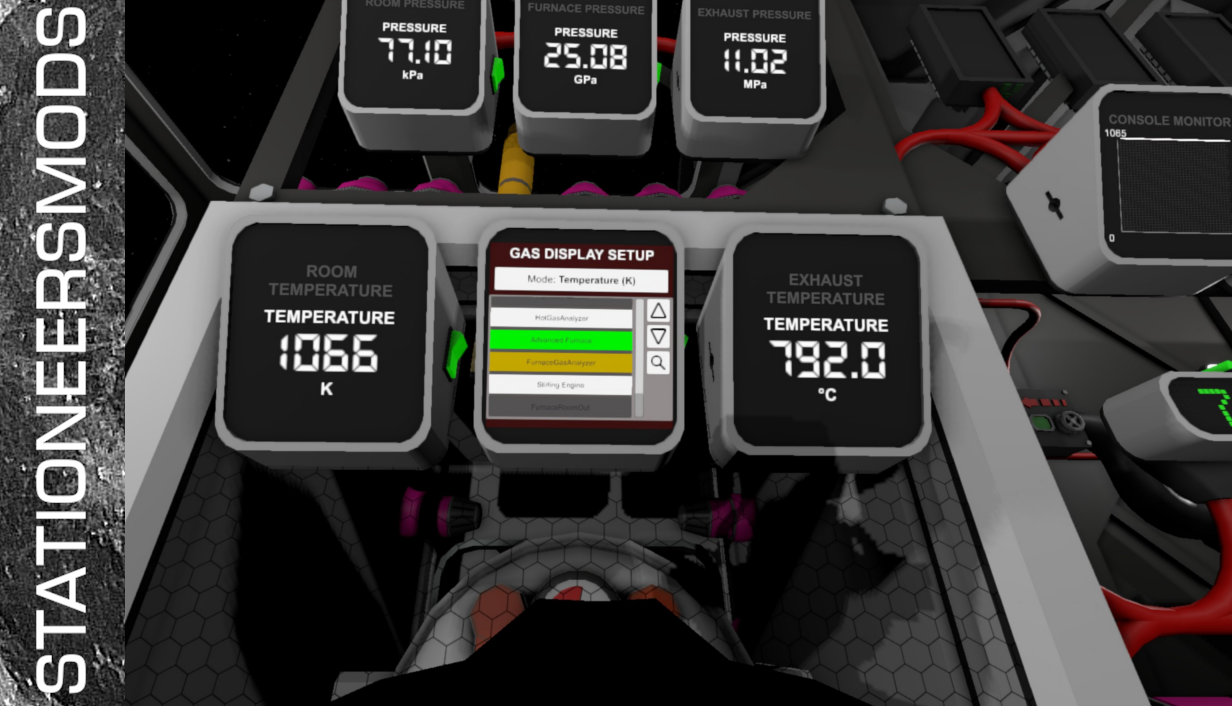 STATIONEERSMODS
ROOM PRESSURE
PRESSURE
77.10
kPa
FURNACE PRESSURE
PRESSURE
25.08
GPa
EXHAUST PRESSURE
PRESSURE
11.02
MPa
CONSOLE MONITOR
1065
0
ROOM
TEMPERATURE
TEMPERATURE
1066
K
GAS DISPLAY SETUP
Mode: Temperature (K)
HotGasAnalyzer
Advanced Furnace
FurnaceGasAnalyzer
Stirling Engine
FurnaceRoomOut
EXHAUST
TEMPERATURE
TEMPERATURE
792.0
°C